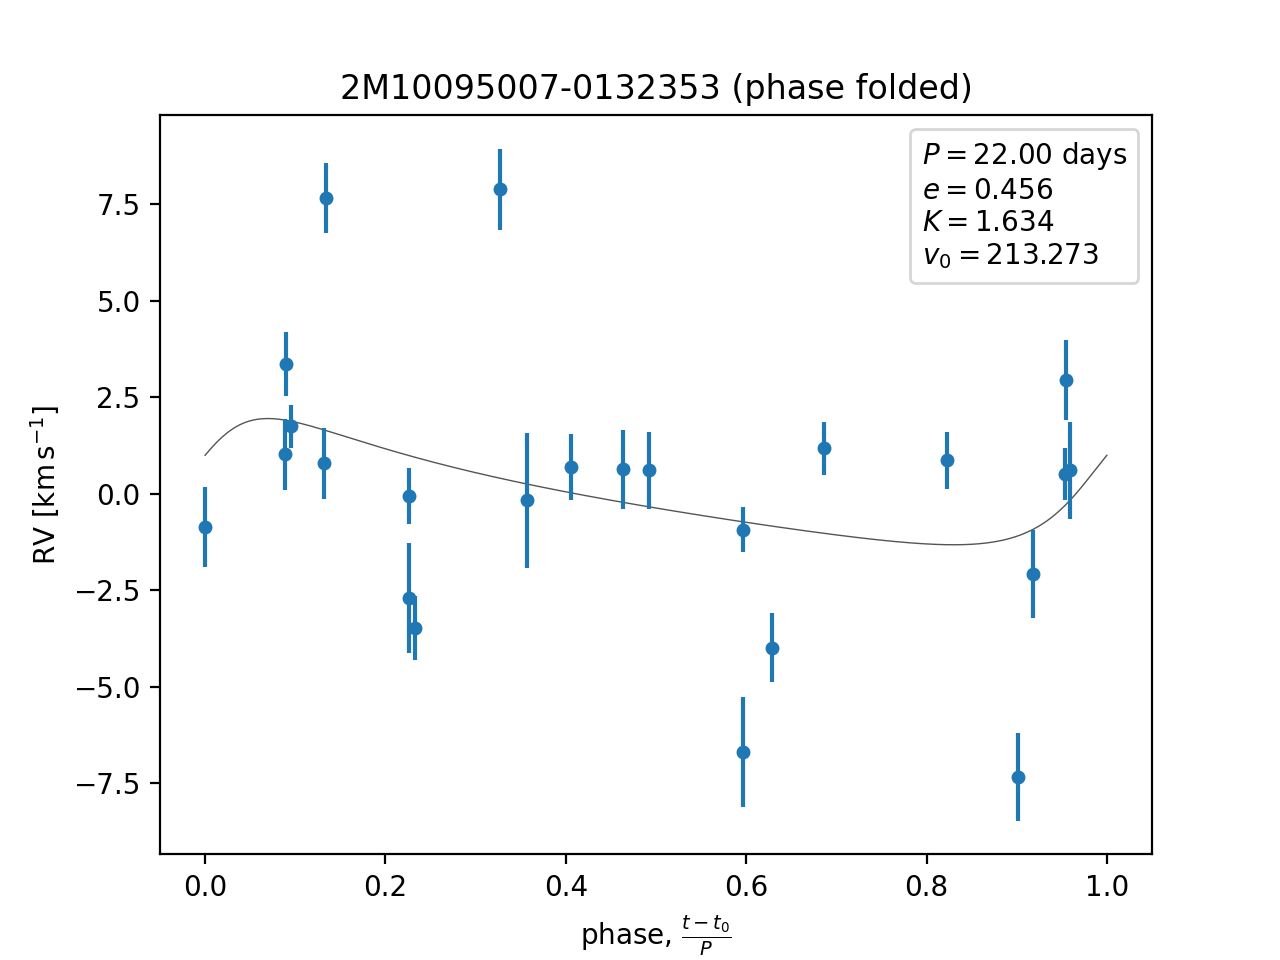 2M10095007-0132353 (phase folded)
P = 22.00 days
e = 0.456
K = 1.634
v₀ = 213.273
7.5
5.0
2.5
0.0
−2.5
−5.0
−7.5
RV [km s⁻¹]
0.0 0.2 0.4 0.6 0.8 1.0
phase, (t − t₀)/P